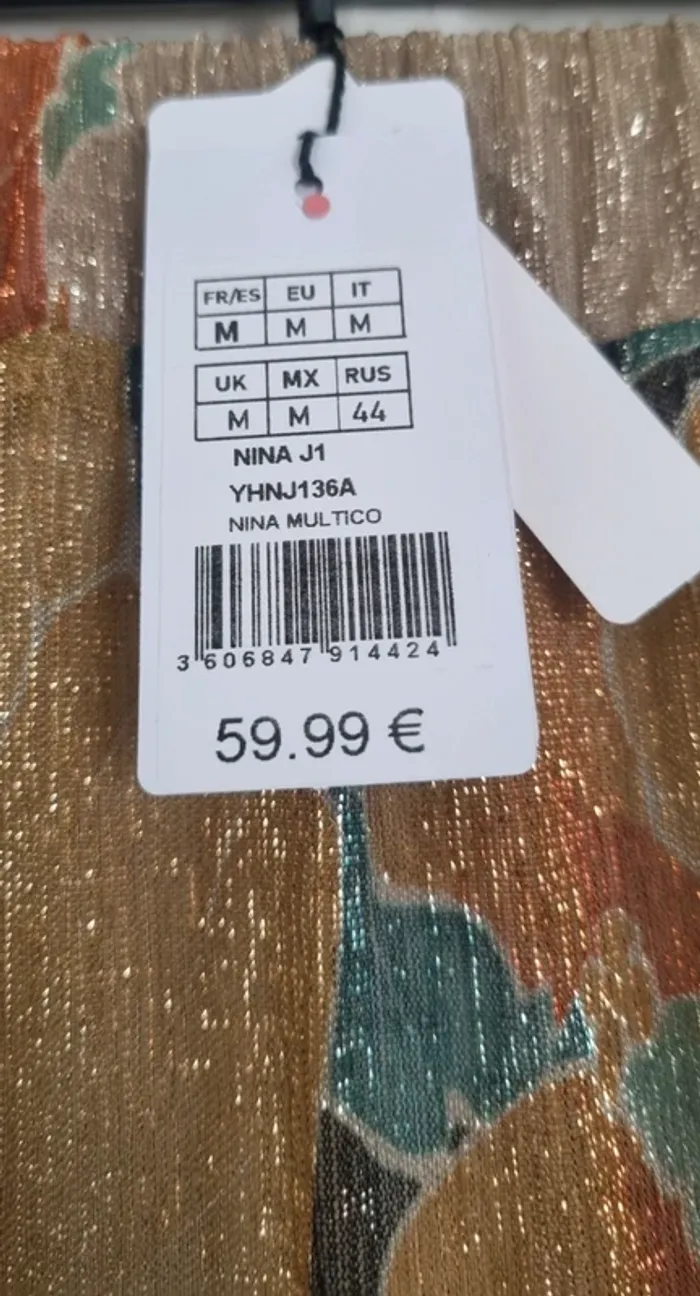 FR/ES EU IT
M M M
UK MX RUS
M M 44
NINA J1
YHNJ136A
NINA MULTICO
3 606847 914424
59.99 €